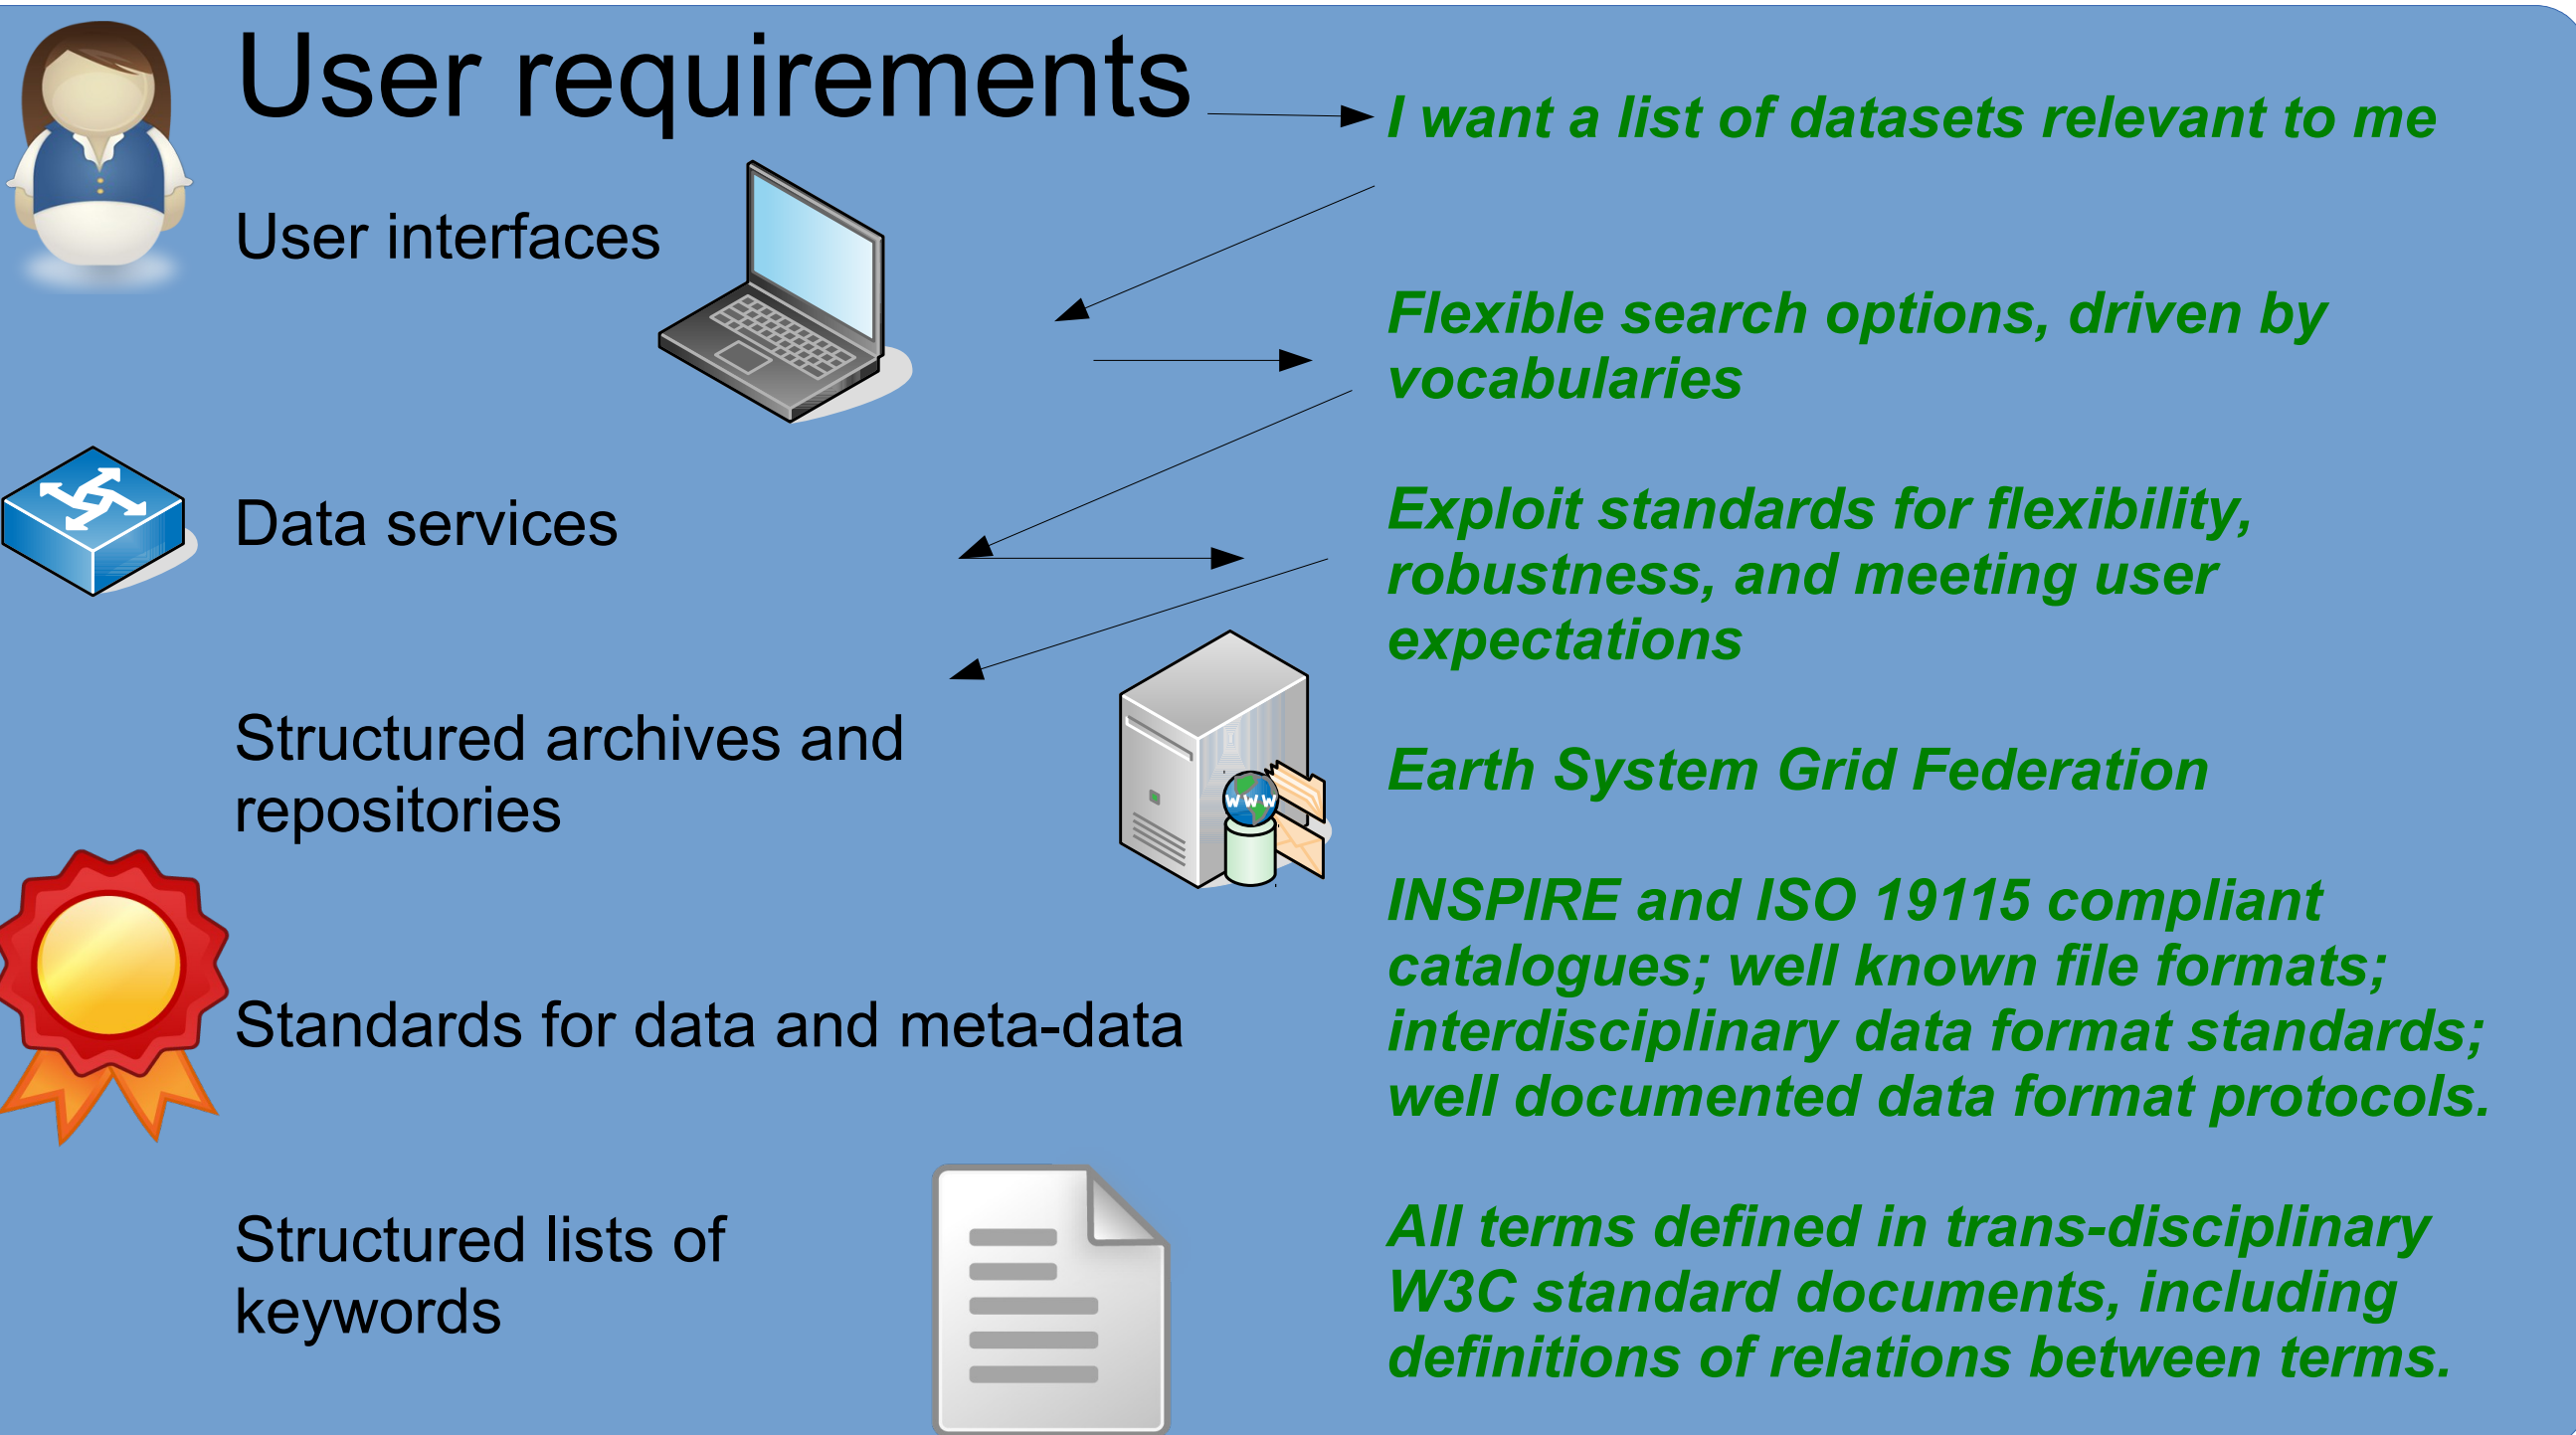 User requirements
User interfaces
Data services
Structured archives and
repositories
Standards for data and meta-data
Structured lists of
keywords
I want a list of datasets relevant to me
Flexible search options, driven by
vocabularies
Exploit standards for flexibility,
robustness, and meeting user
expectations
Earth System Grid Federation
INSPIRE and ISO 19115 compliant
catalogues; well known file formats;
interdisciplinary data format standards;
well documented data format protocols.
All terms defined in trans-disciplinary
W3C standard documents, including
definitions of relations between terms.
WWW